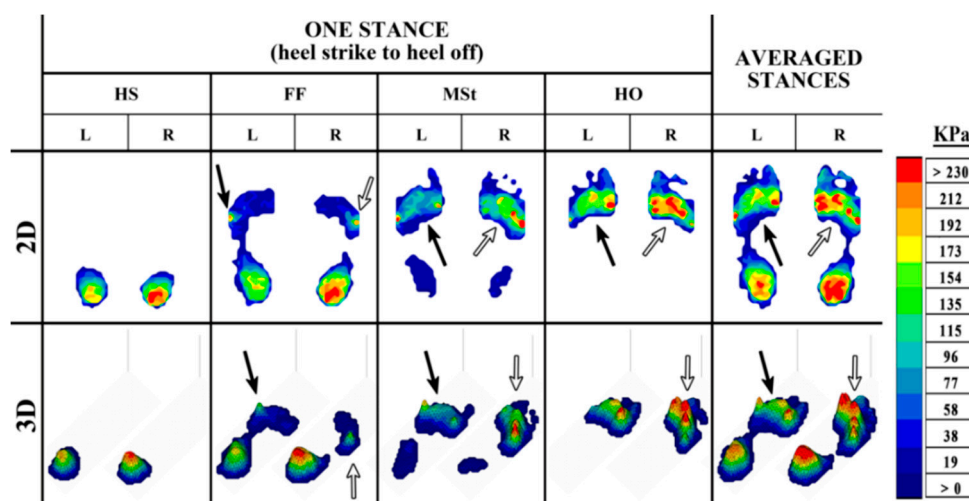 ONE STANCE
(heel strike to heel off)
AVERAGED
STANCES
HS FF MSt HO
L R L R L R L R L R
KPa
2D
3D
> 230
212
192
173
154
135
115
96
77
58
38
19
> 0